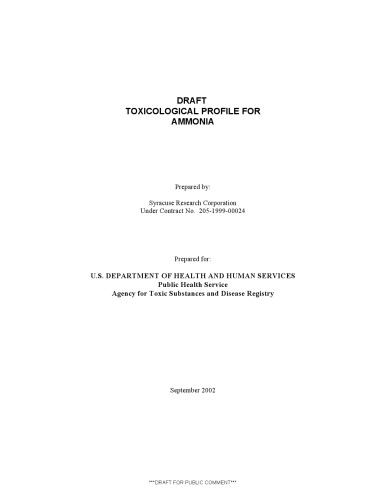 DRAFT
TOXICOLOGICAL PROFILE FOR
AMMONIA
Prepared by:
Syracuse Research Corporation
Under Contract No. 205-1999-00024
Prepared for:
U.S. DEPARTMENT OF HEALTH AND HUMAN SERVICES
Public Health Service
Agency for Toxic Substances and Disease Registry
September 2002
***DRAFT FOR PUBLIC COMMENT***